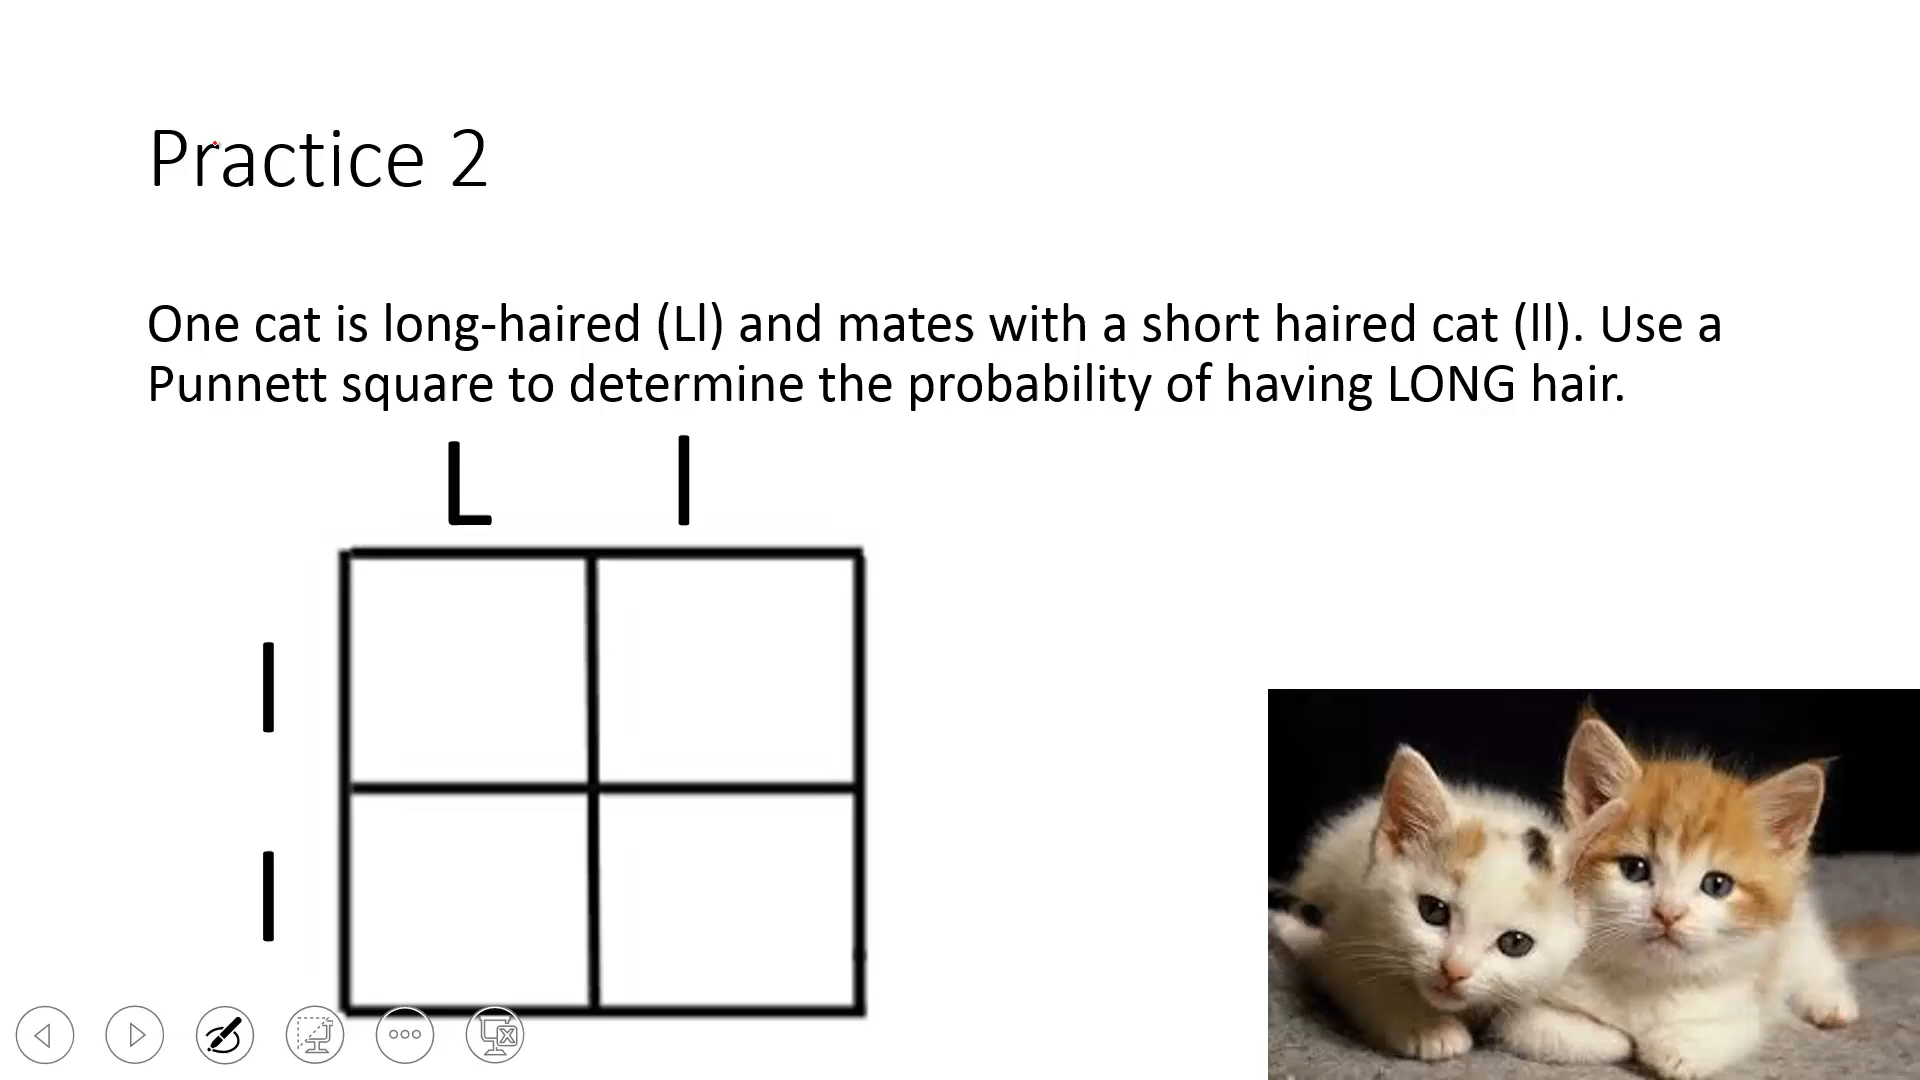 Practice 2
One cat is long-haired (Ll) and mates with a short haired cat (ll). Use a
Punnett square to determine the probability of having LONG hair.
L l
l
l